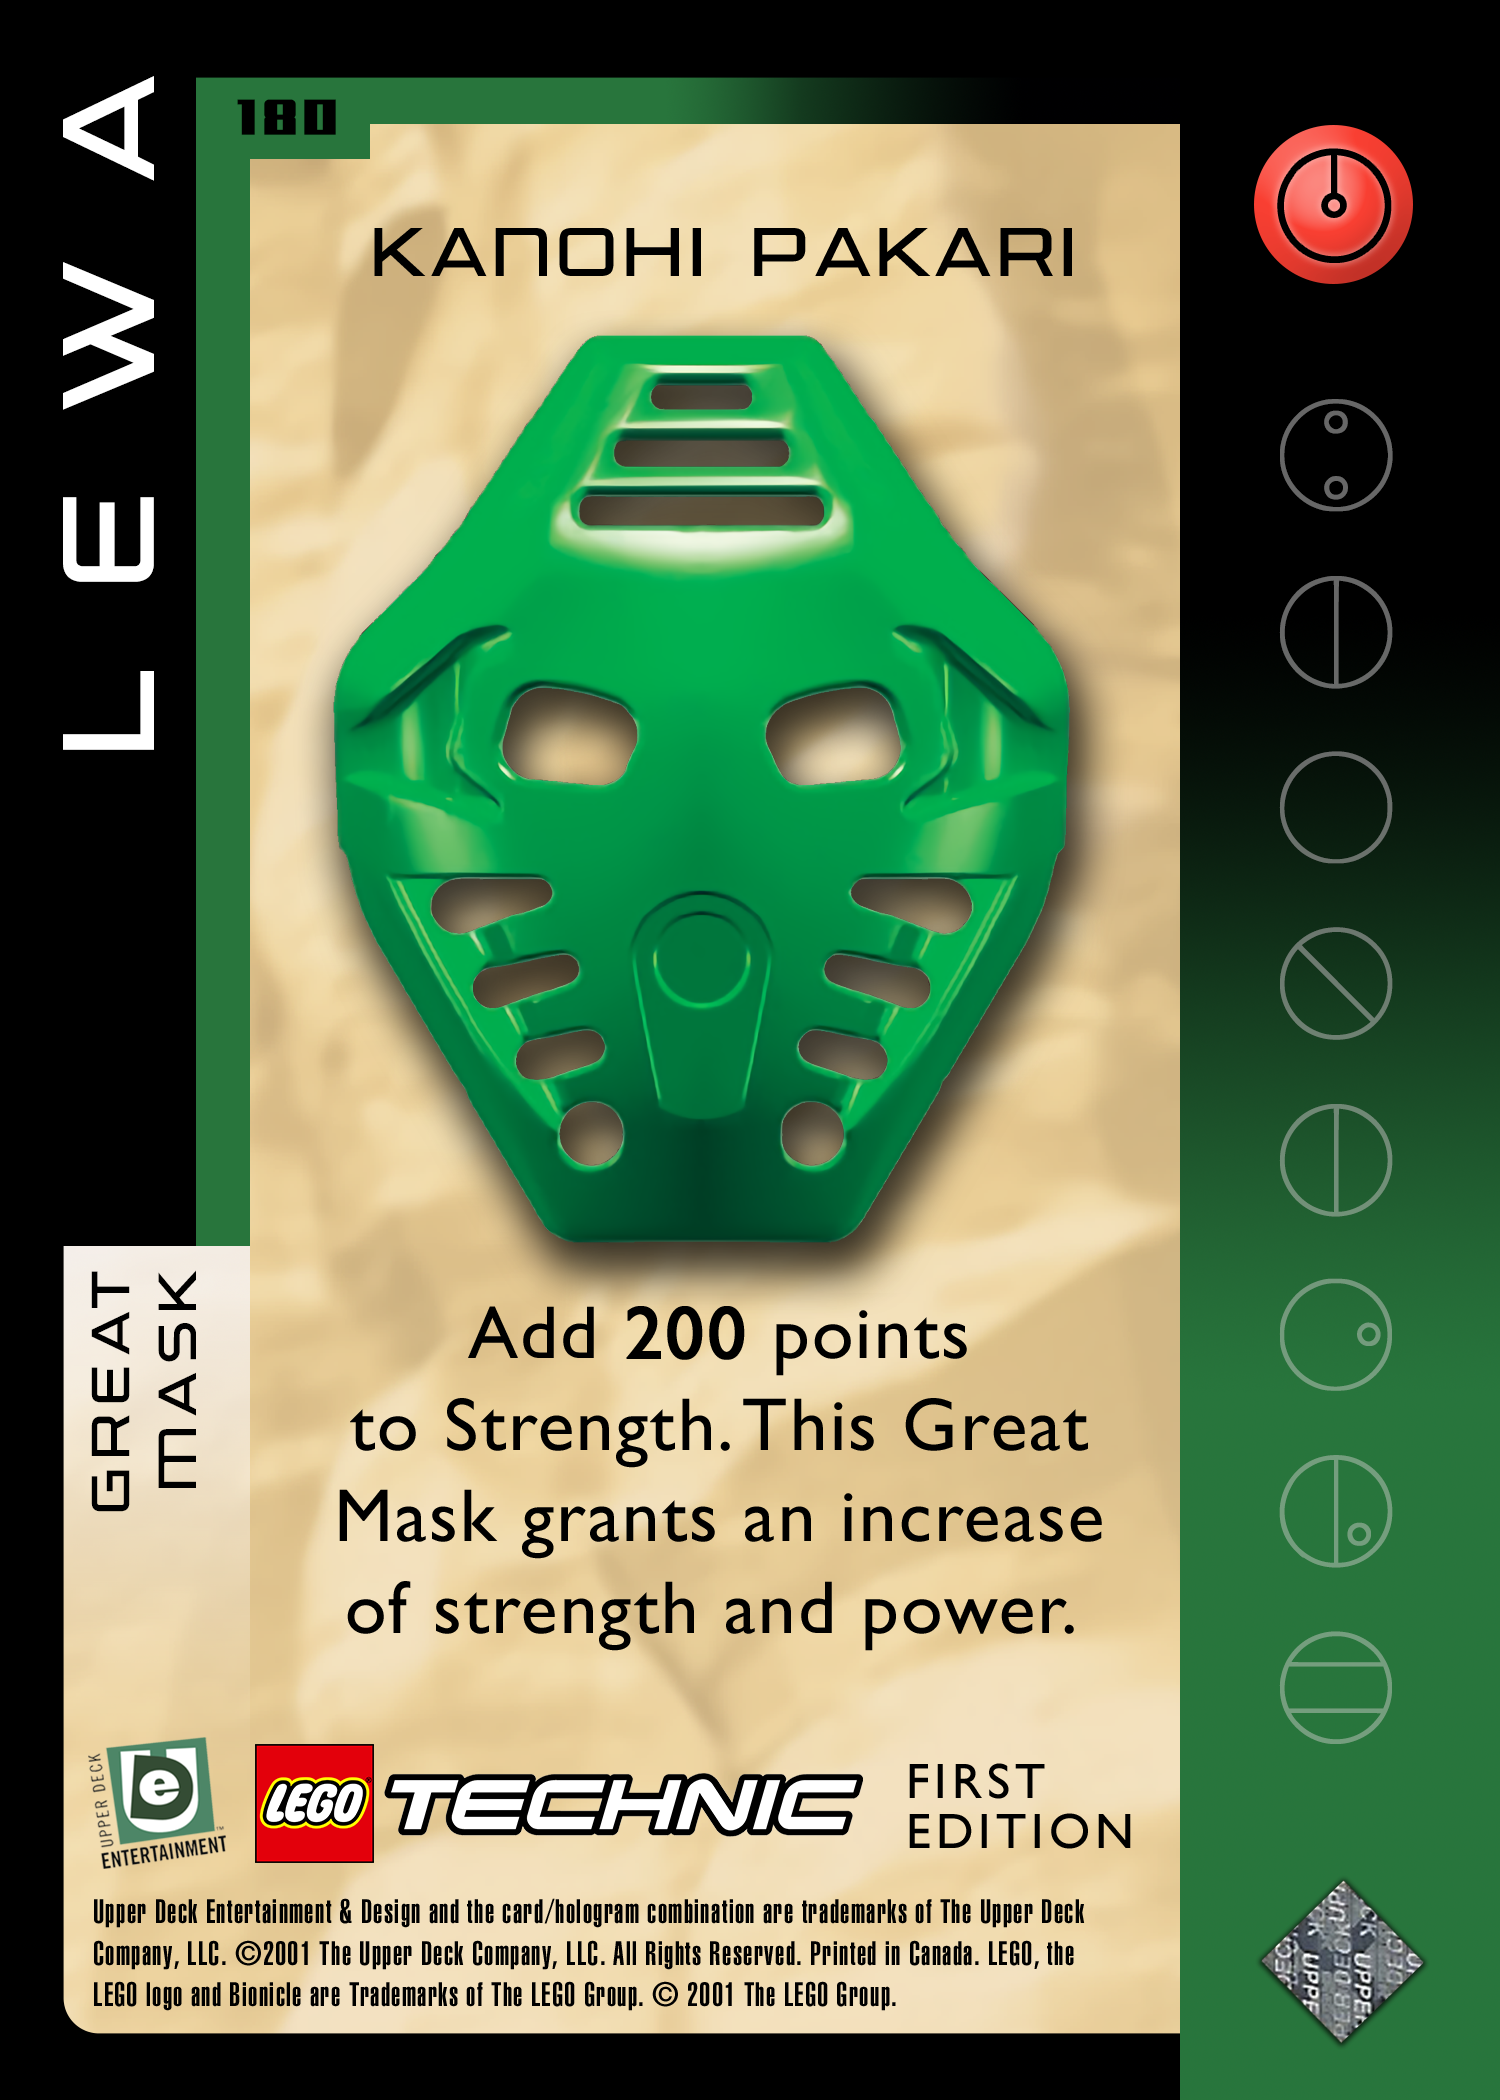 180
LEWA
KANOHI PAKARI
Add 200 points
to Strength. This Great
Mask grants an increase
of strength and power.
GREAT
MASK
UPPER DECK
ENTERTAINMENT
LEGO TECHNIC
FIRST
EDITION
Upper Deck Entertainment & Design and the card/hologram combination are trademarks of The Upper Deck
Company, LLC. ©2001 The Upper Deck Company, LLC. All Rights Reserved. Printed in Canada. LEGO, the
LEGO logo and Bionicle are Trademarks of The LEGO Group. © 2001 The LEGO Group.